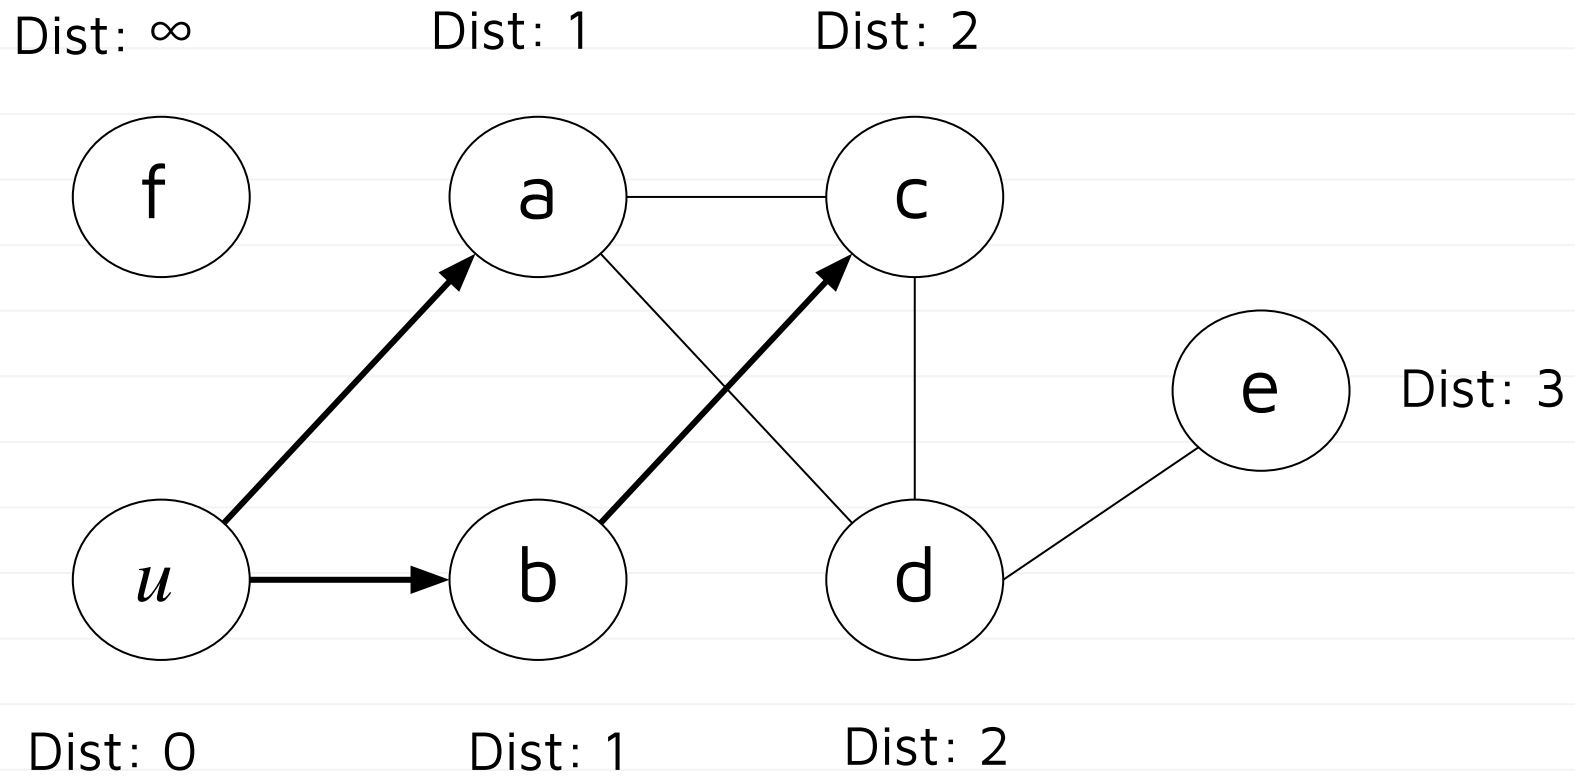 Dist: ∞
Dist: 1
Dist: 2
f
a
c
e
Dist: 3
u
b
d
Dist: 0
Dist: 1
Dist: 2